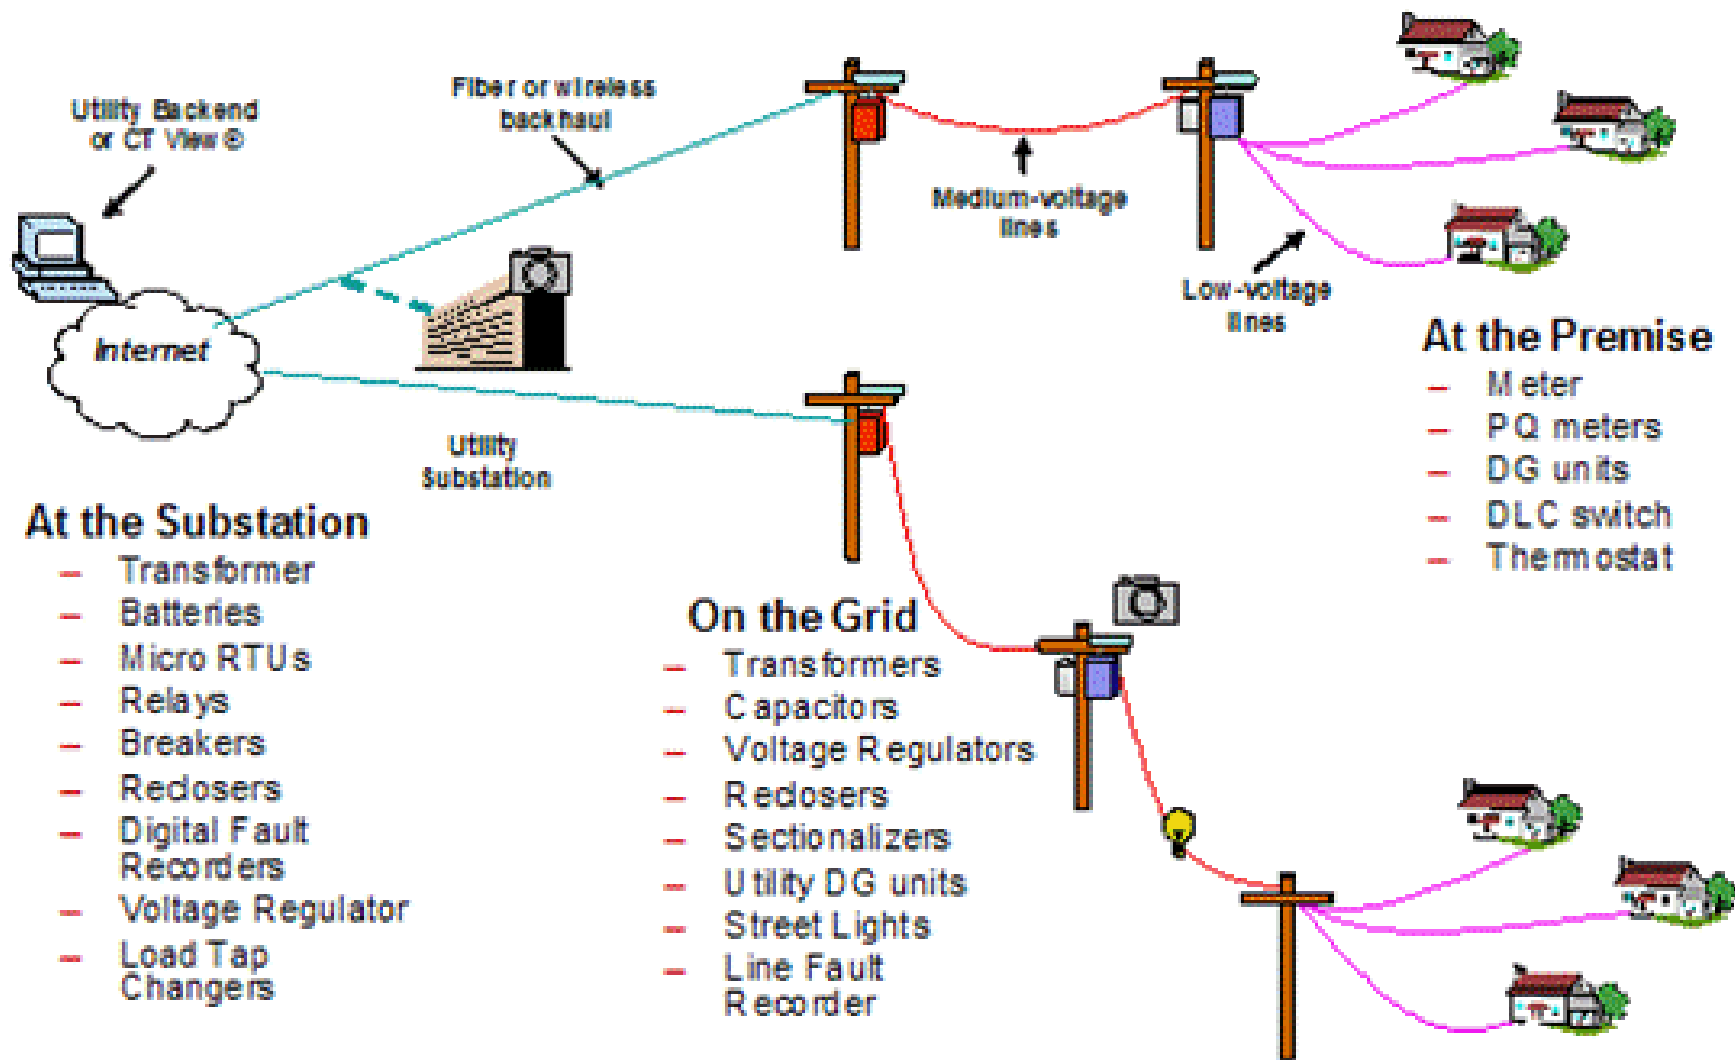 Utility Backend
or CT View©
Fiber or wireless
backhaul
Medium-voltage
lines
Low-voltage
lines
Internet
Utility
Substation
At the Premise
– Meter
– PQ meters
– DG units
– DLC switch
– Thermostat
At the Substation
– Transformer
– Batteries
– Micro RTUs
– Relays
– Breakers
– Reclosers
– Digital Fault
Recorders
– Voltage Regulator
– Load Tap
Changers
On the Grid
– Transformers
– Capacitors
– Voltage Regulators
– Reclosers
– Sectionalizers
– Utility DG units
– Street Lights
– Line Fault
Recorder